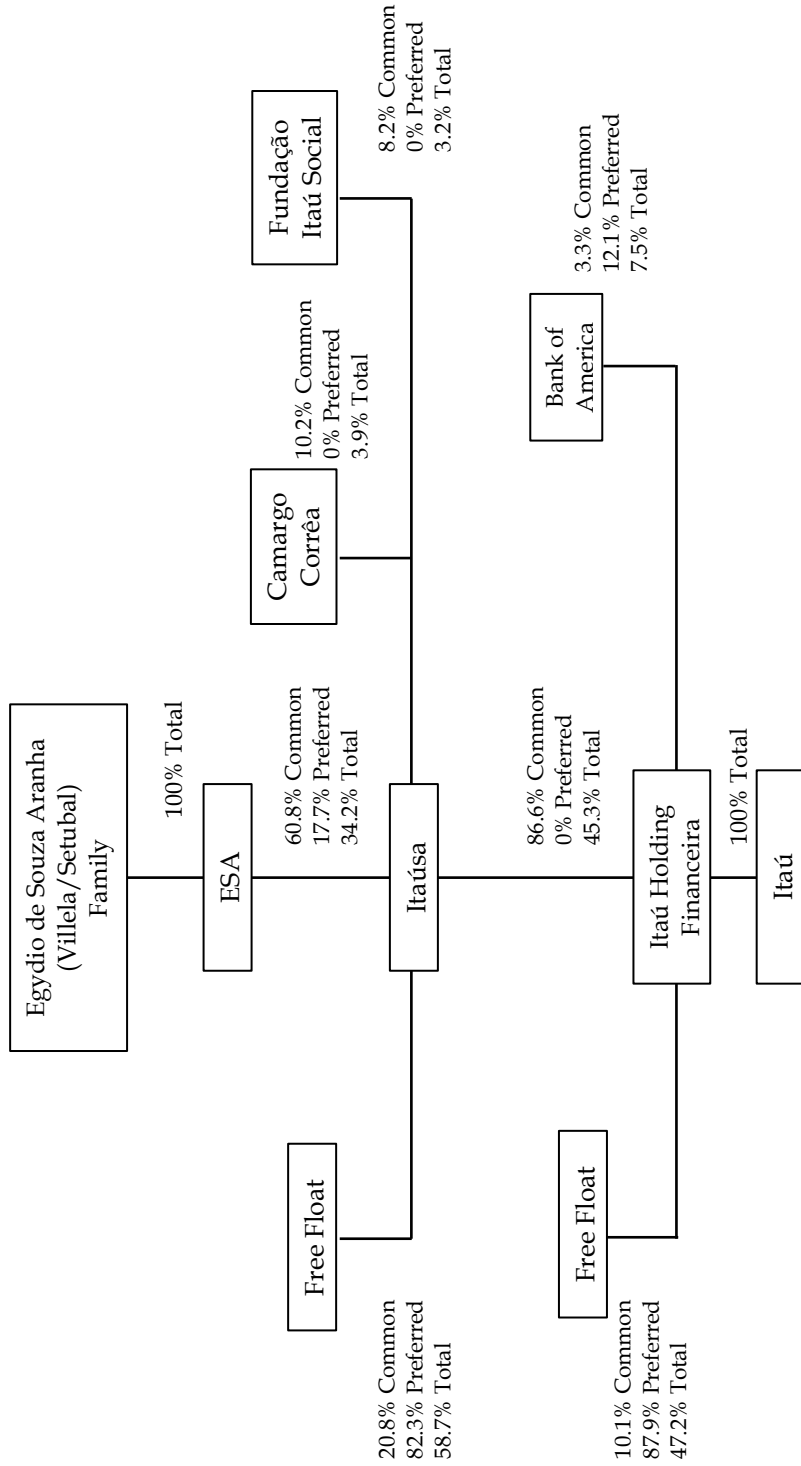 Egydio de Souza Aranha
(Villela/Setubal)
Family
100% Total
ESA
60.8% Common
17.7% Preferred
34.2% Total
Free Float
20.8% Common
82.3% Preferred
58.7% Total
Itaúsa
Camargo
Corrêa
10.2% Common
0% Preferred
3.9% Total
Fundação
Itaú Social
8.2% Common
0% Preferred
3.2% Total
86.6% Common
0% Preferred
45.3% Total
Free Float
10.1% Common
87.9% Preferred
47.2% Total
Itaú Holding
Financeira
Bank of
America
3.3% Common
12.1% Preferred
7.5% Total
100% Total
Itaú